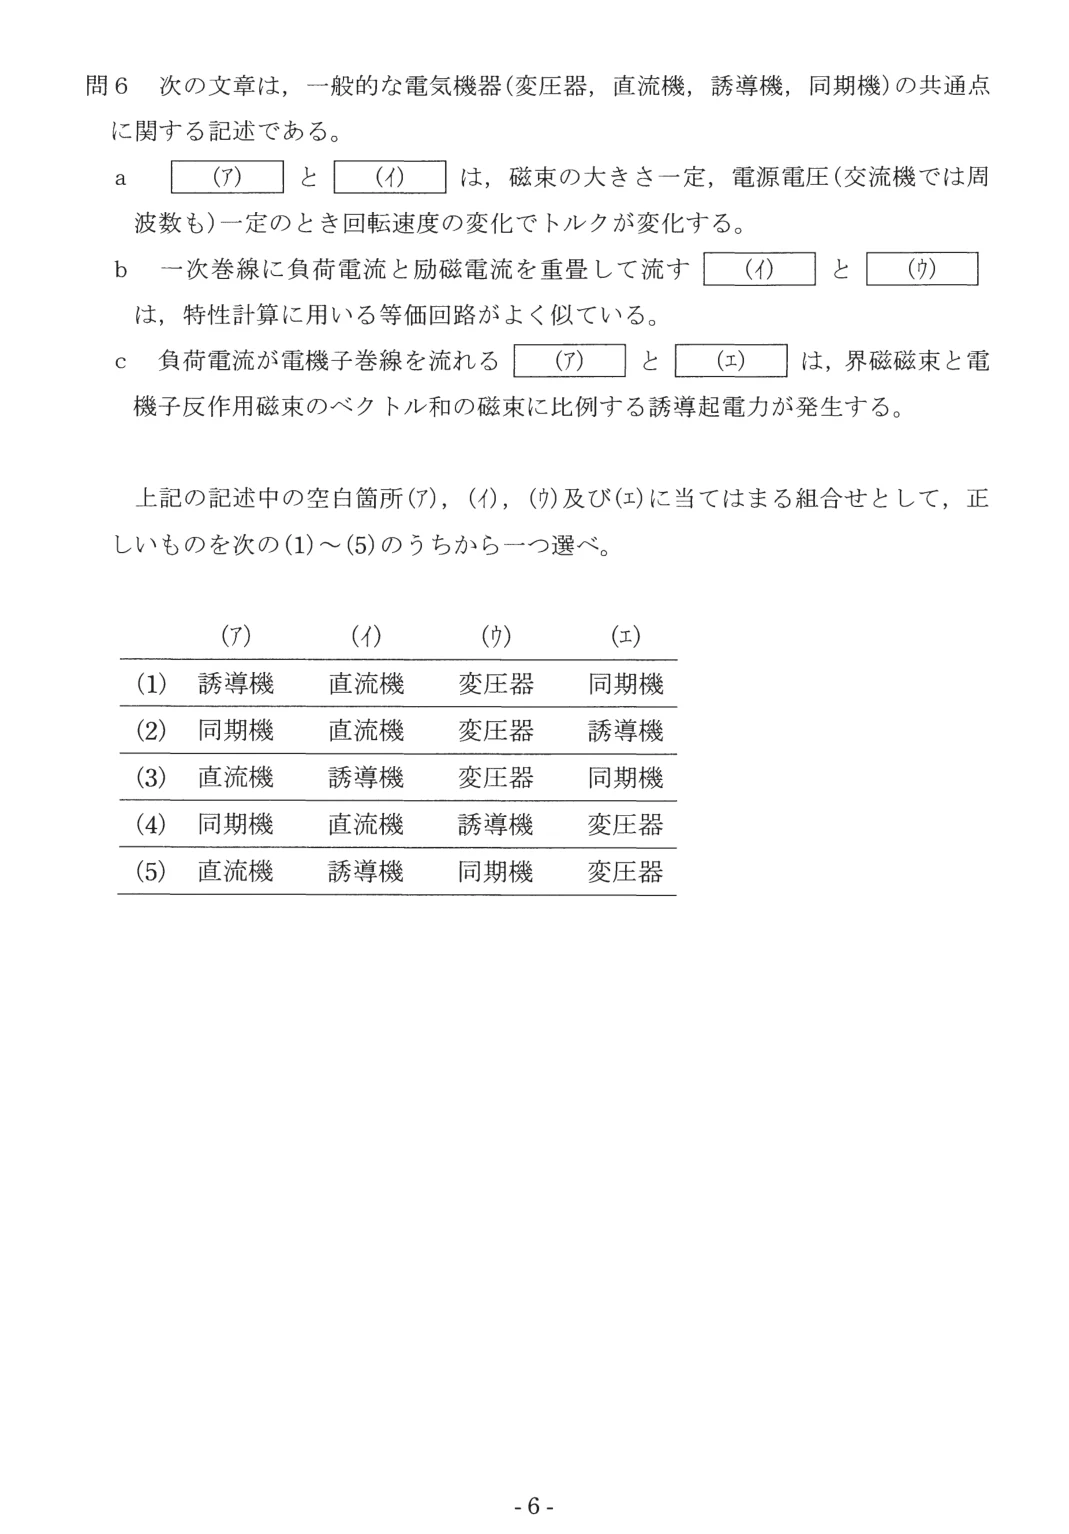 問６　次の文章は，一般的な電気機器(変圧器，直流機，誘導機，同期機)の共通点
に関する記述である。
a　(ｱ)　と　(ｲ)　は，磁束の大きさ一定，電源電圧(交流機では周
波数も)一定のとき回転速度の変化でトルクが変化する。
b　一次巻線に負荷電流と励磁電流を重畳して流す　(ｲ)　と　(ｳ)
は，特性計算に用いる等価回路がよく似ている。
c　負荷電流が電機子巻線を流れる　(ｱ)　と　(ｴ)　は，界磁磁束と電
機子反作用磁束のベクトル和の磁束に比例する誘導起電力が発生する。
上記の記述中の空白箇所(ｱ)，(ｲ)，(ｳ)及び(ｴ)に当てはまる組合せとして，正
しいものを次の(1)～(5)のうちから一つ選べ。
(ｱ)　(ｲ)　(ｳ)　(ｴ)
(1)　誘導機　直流機　変圧器　同期機
(2)　同期機　直流機　変圧器　誘導機
(3)　直流機　誘導機　変圧器　同期機
(4)　同期機　直流機　誘導機　変圧器
(5)　直流機　誘導機　同期機　変圧器
- 6 -